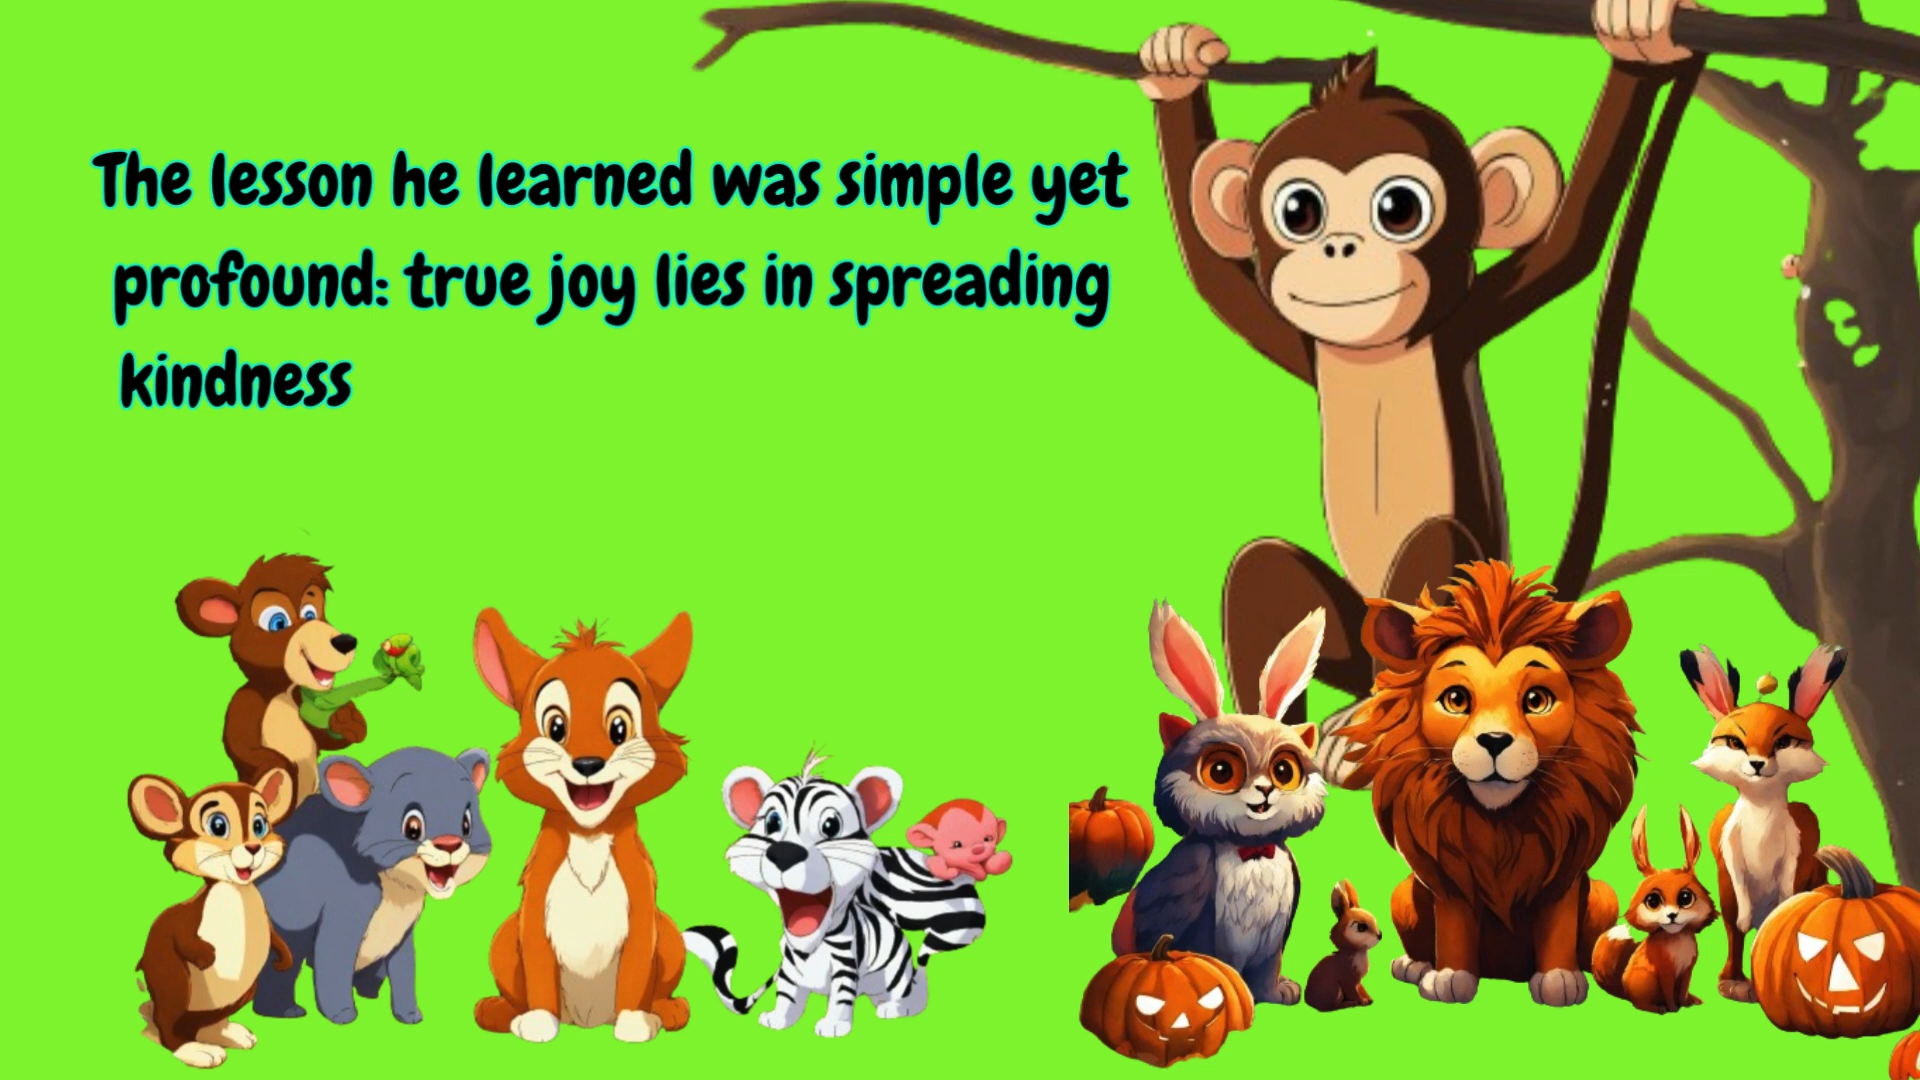 The lesson he learned was simple yet
profound: true joy lies in spreading
kindness